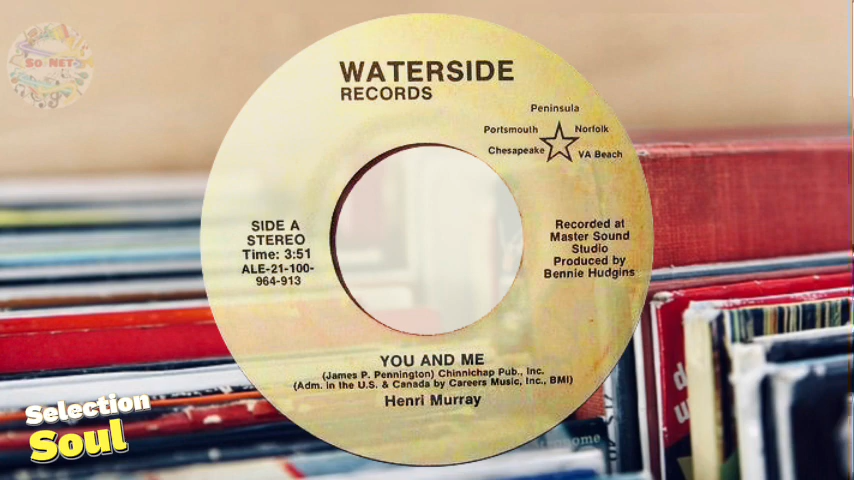 So NET
WATERSIDE
RECORDS
Peninsula
Portsmouth
Norfolk
Chesapeake
VA Beach
SIDE A
STEREO
Time: 3:51
ALE-21-100-
964-913
Recorded at
Master Sound
Studio
Produced by
Bennie Hudgins
YOU AND ME
(James P. Pennington) Chinnichap Pub., Inc.
(Adm. in the U.S. & Canada by Careers Music, Inc., BMI)
Henri Murray
Selection
Soul